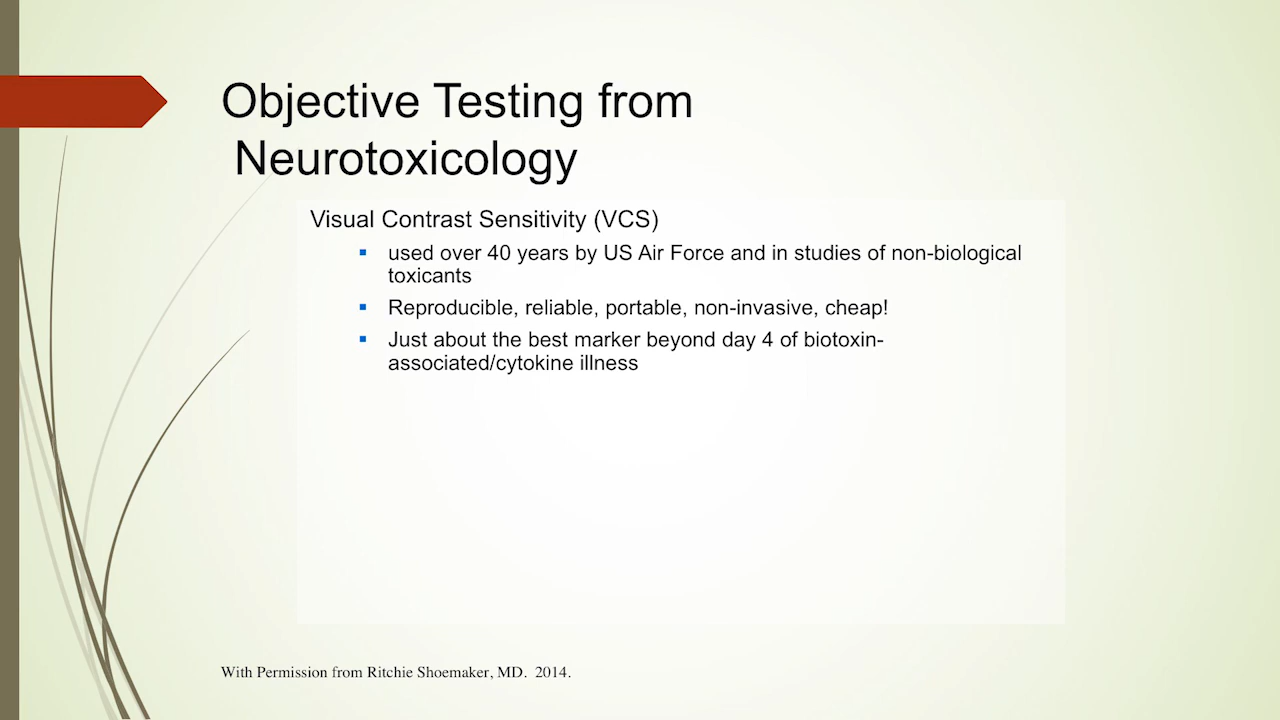 Objective Testing from
Neurotoxicology
Visual Contrast Sensitivity (VCS)
▪ used over 40 years by US Air Force and in studies of non-biological
toxicants
▪ Reproducible, reliable, portable, non-invasive, cheap!
▪ Just about the best marker beyond day 4 of biotoxin-
associated/cytokine illness
With Permission from Ritchie Shoemaker, MD.  2014.